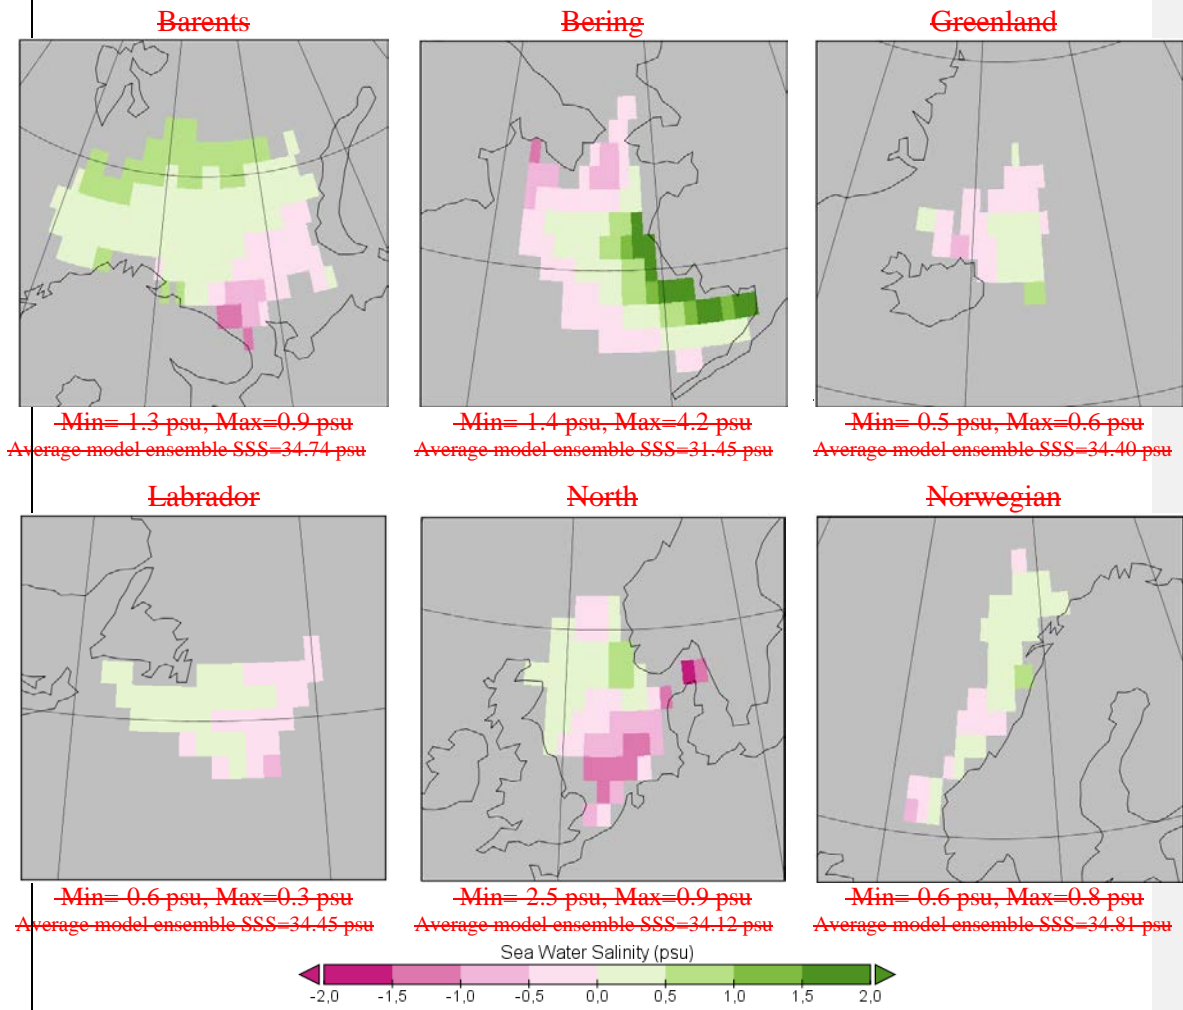 Barents
Bering
Greenland
Min=-1.3 psu, Max=0.9 psu
Average model ensemble SSS=34.74 psu
Min=-1.4 psu, Max=4.2 psu
Average model ensemble SSS=31.45 psu
Min=-0.5 psu, Max=0.6 psu
Average model ensemble SSS=34.40 psu
Labrador
North
Norwegian
Min=-0.6 psu, Max=0.3 psu
Average model ensemble SSS=34.45 psu
Min=-2.5 psu, Max=0.9 psu
Average model ensemble SSS=34.12 psu
Min=-0.6 psu, Max=0.8 psu
Average model ensemble SSS=34.81 psu
Sea Water Salinity (psu)
-2,0 -1,5 -1,0 -0,5 0,0 0,5 1,0 1,5 2,0